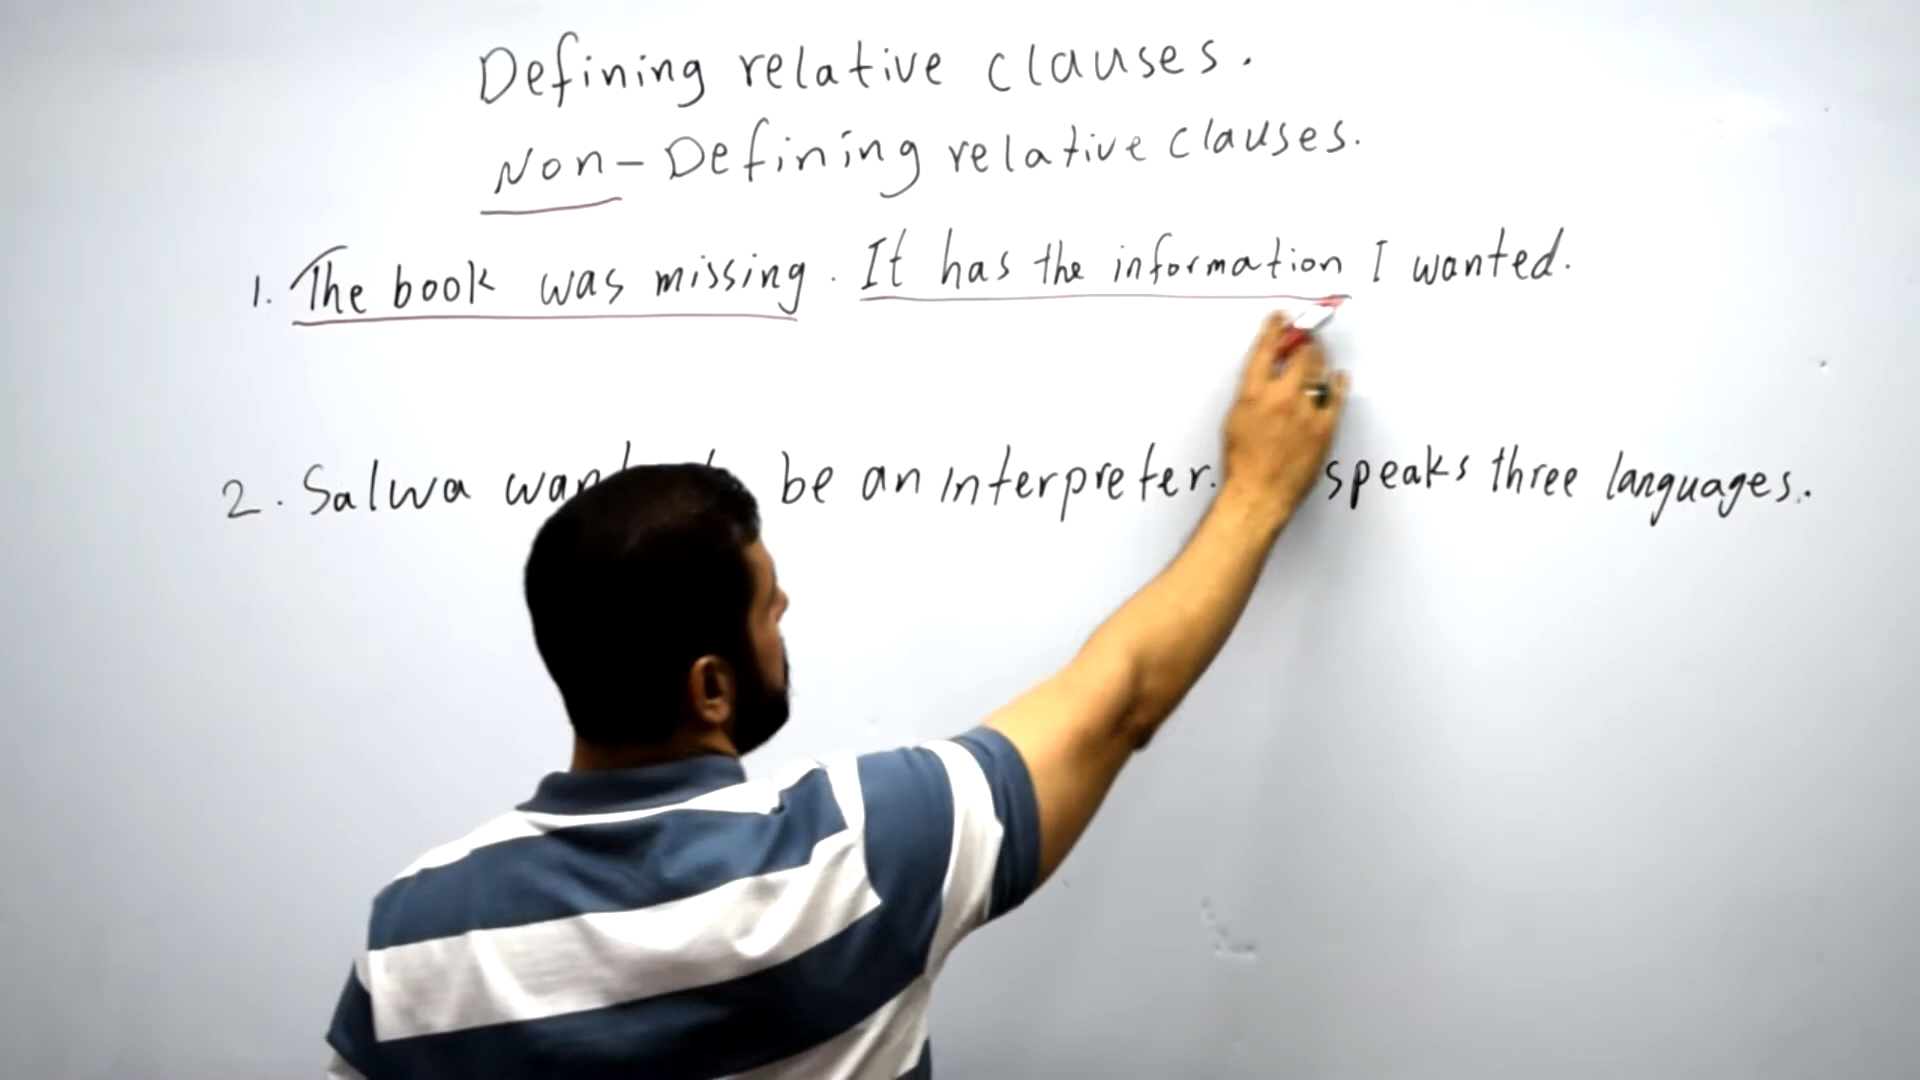 Defining relative clauses.
Non-Defining relative clauses.
1. The book was missing. It has the information I wanted.
2. Salwa be an interpreter. speaks three languages.